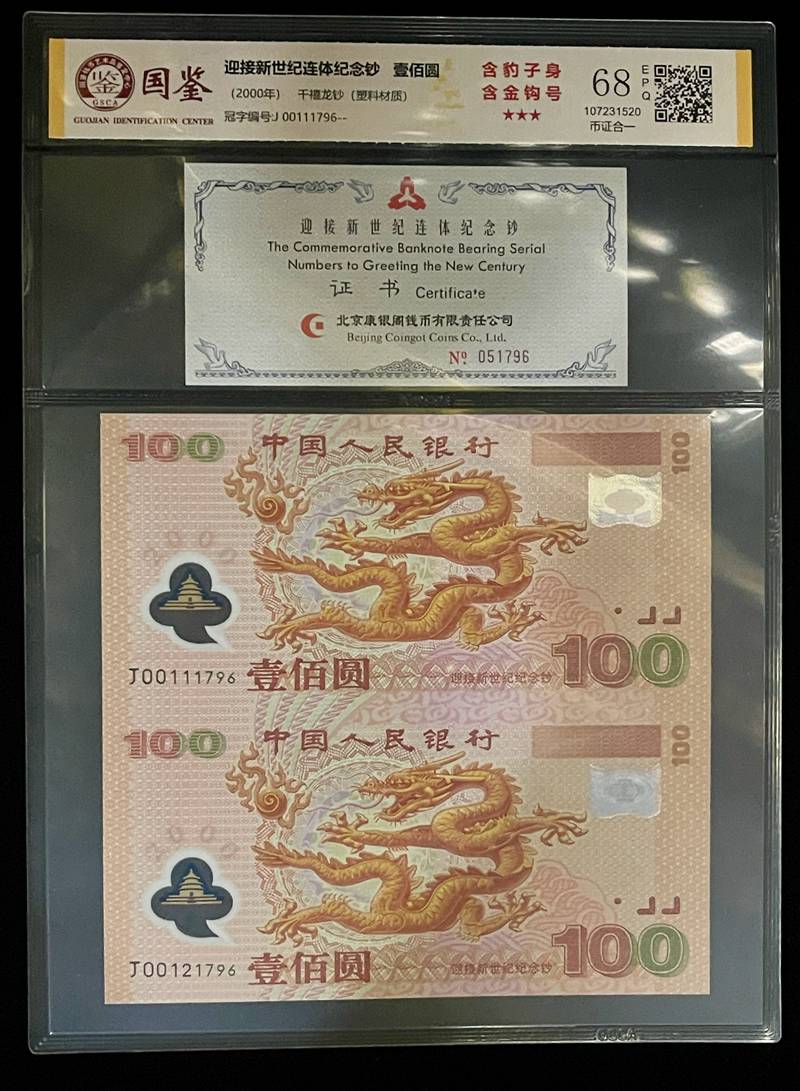 国鉴
GSCA
GUOJIAN IDENTIFICATION CENTER
迎接新世纪连体纪念钞 壹佰圆
(2000年) 千禧龙钞 (塑料材质)
冠字编号:J 00111796--
含豹子身
含金钩号
★★★
68
EPQ
107231520
币证合一
迎接新世纪连体纪念钞
The Commemorative Banknote Bearing Serial
Numbers to Greeting the New Century
证书 Certificate
北京康银阁钱币有限责任公司
Beijing Coingot Coins Co., Ltd.
Nº 051796
100 中国人民银行 100
J00111796 壹佰圆 迎接新世纪纪念钞 100
100 中国人民银行 100
J00121796 壹佰圆 迎接新世纪纪念钞 100